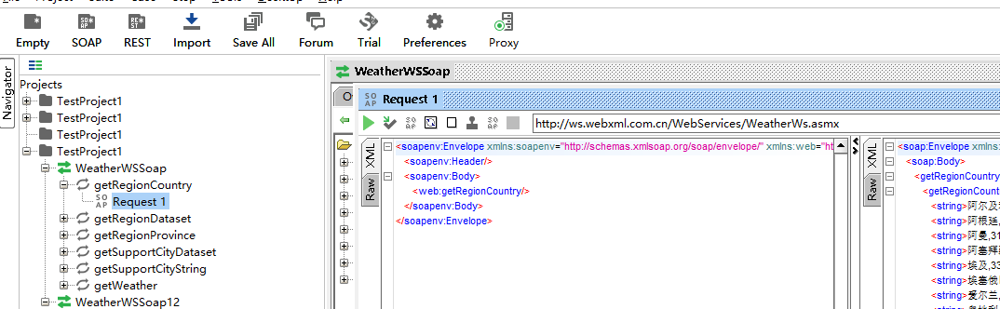 Empty SOAP REST Import Save All Forum Trial Preferences Proxy
Navigator
Projects
TestProject1
TestProject1
TestProject1
TestProject1
WeatherWSSoap
getRegionCountry
SO AP Request 1
getRegionDataset
getRegionProvince
getSupportCityDataset
getSupportCityString
getWeather
WeatherWSSoap12
WeatherWSSoap
SO AP Request 1
http://ws.webxml.com.cn/WebServices/WeatherWs.asmx
XML
Raw
<soapenv:Envelope xmlns:soapenv="http://schemas.xmlsoap.org/soap/envelope/" xmlns:web="ht
<soapenv:Header/>
<soapenv:Body>
<web:getRegionCountry/>
</soapenv:Body>
</soapenv:Envelope>
XML
Raw
<soap:Envelope xmlns
<soap:Body>
<getRegionCountry
<getRegionCount
<string>阿尔及
<string>阿根廷,
<string>阿曼,31
<string>阿塞拜
<string>埃及,33
<string>埃塞俄
<string>爱尔兰,